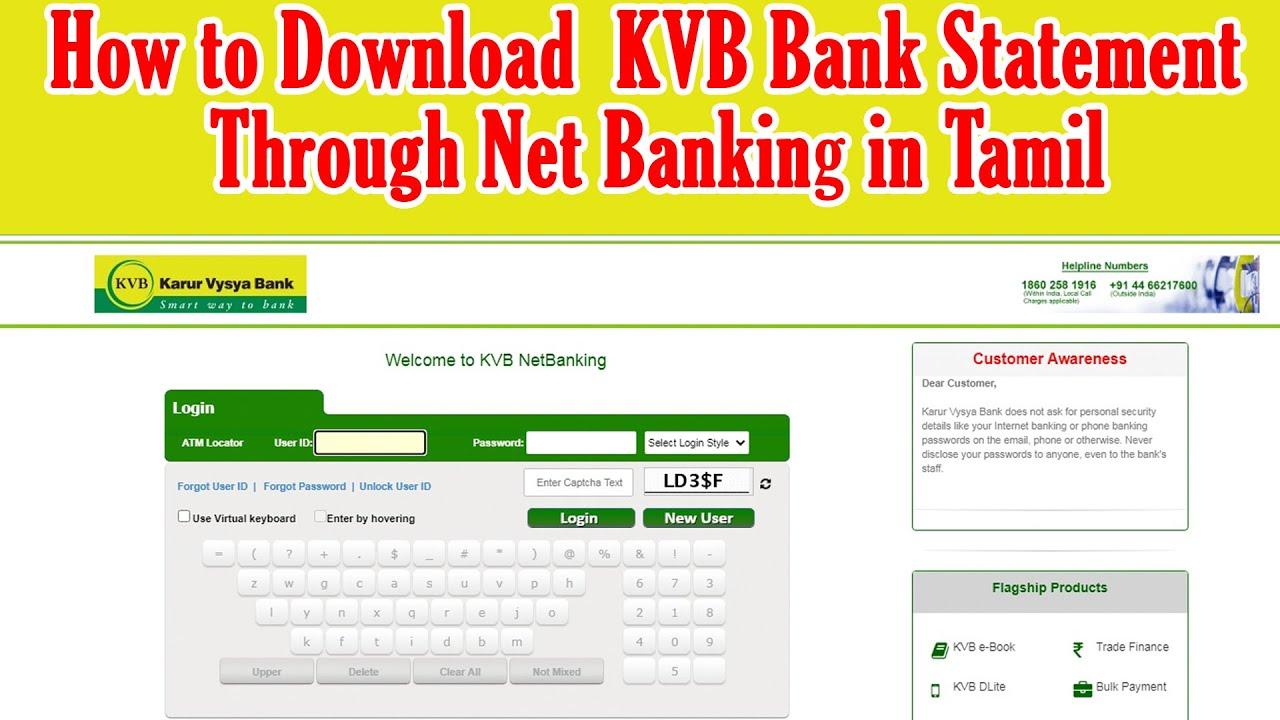 How to Download KVB Bank Statement
Through Net Banking in Tamil
KVB Karur Vysya Bank
Smart way to bank
Helpline Numbers
1860 258 1916 +91 44 66217600
(Within India, Local Call (Outside India)
Charges applicable)
Welcome to KVB NetBanking
Login
ATM Locator User ID: Password: Select Login Style
Forgot User ID | Forgot Password | Unlock User ID
Enter Captcha Text LD3$F
Use Virtual keyboard Enter by hovering
Login New User
= ( ? + . $ _ # * ) @ % & ! -
z w g c a s u v p h 6 7 3
l y n x q r e j o 2 1 8
k f t i d b m 4 0 9
Upper Delete Clear All Not Mixed 5
Customer Awareness
Dear Customer,
Karur Vysya Bank does not ask for personal security
details like your Internet banking or phone banking
passwords on the email, phone or otherwise. Never
disclose your passwords to anyone, even to the bank's
staff.
Flagship Products
KVB e-Book Trade Finance
KVB DLite Bulk Payment